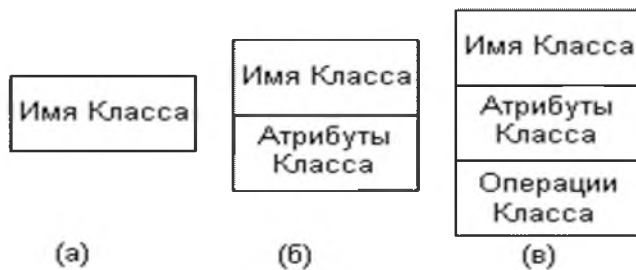 Имя Класса
(а)
Имя Класса
Атрибуты
Класса
(б)
Имя Класса
Атрибуты
Класса
Операции
Класса
(в)